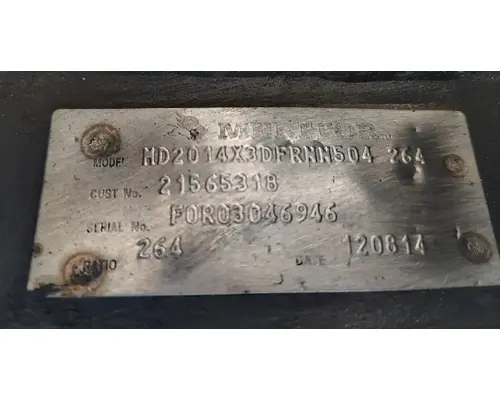 MERITOR
MODEL MD2014X3DFRNN504 264
CUST No. 21565318
SERIAL No. FOR03046946
RATIO 264 DATE 120814